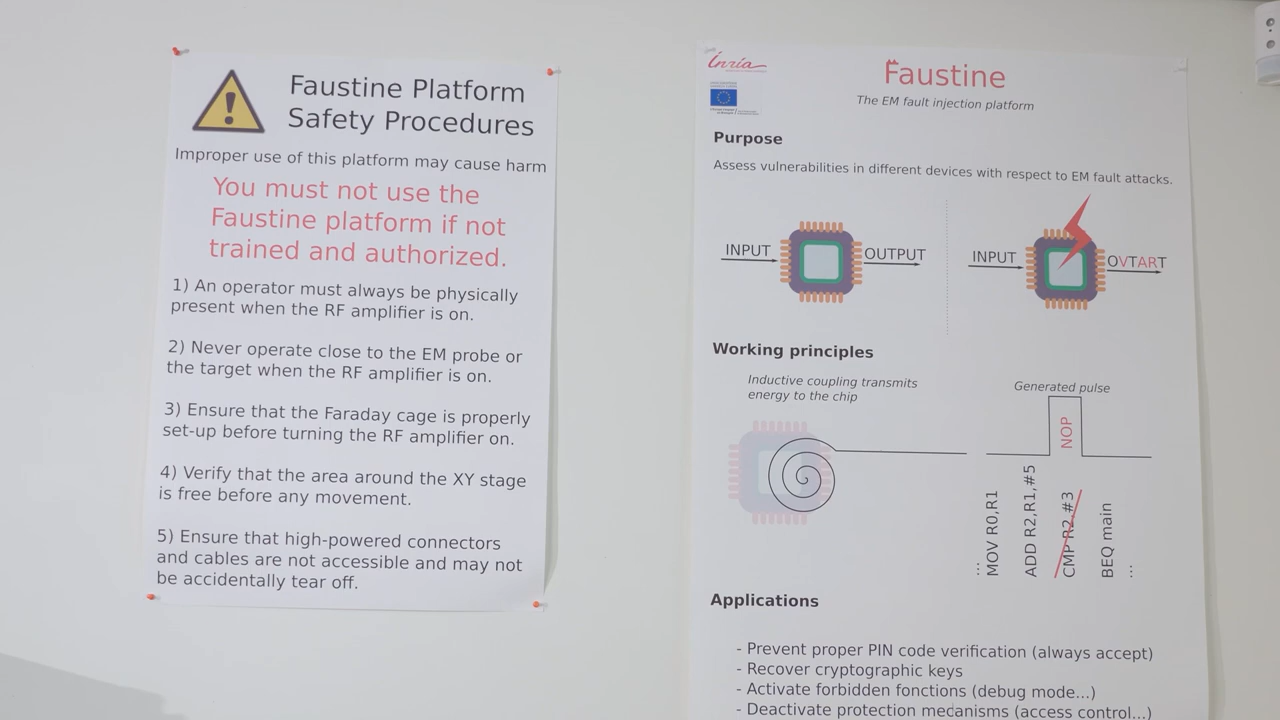 Faustine Platform
Safety Procedures
Improper use of this platform may cause harm
You must not use the
Faustine platform if not
trained and authorized.
1) An operator must always be physically
present when the RF amplifier is on.
2) Never operate close to the EM probe or
the target when the RF amplifier is on.
3) Ensure that the Faraday cage is properly
set-up before turning the RF amplifier on.
4) Verify that the area around the XY stage
is free before any movement.
5) Ensure that high-powered connectors
and cables are not accessible and may not
be accidentally tear off.
Inria
Faustine
The EM fault injection platform
Purpose
Assess vulnerabilities in different devices with respect to EM fault attacks.
INPUT
OUTPUT
INPUT
OVTART
Working principles
Inductive coupling transmits
energy to the chip
Generated pulse
NOP
...
MOV R0,R1
ADD R2,R1,#5
CMP R2,#3
BEQ main
...
Applications
- Prevent proper PIN code verification (always accept)
- Recover cryptographic keys
- Activate forbidden fonctions (debug mode...)
- Deactivate protection mecanisms (access control...)